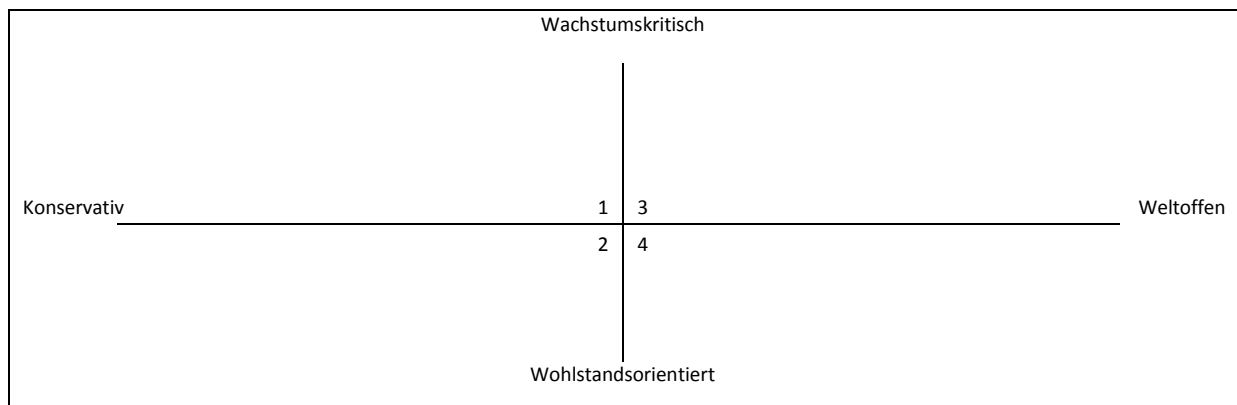 Wachstumskritisch
Konservativ 1 3 Weltoffen
2 4
Wohlstandsorientiert